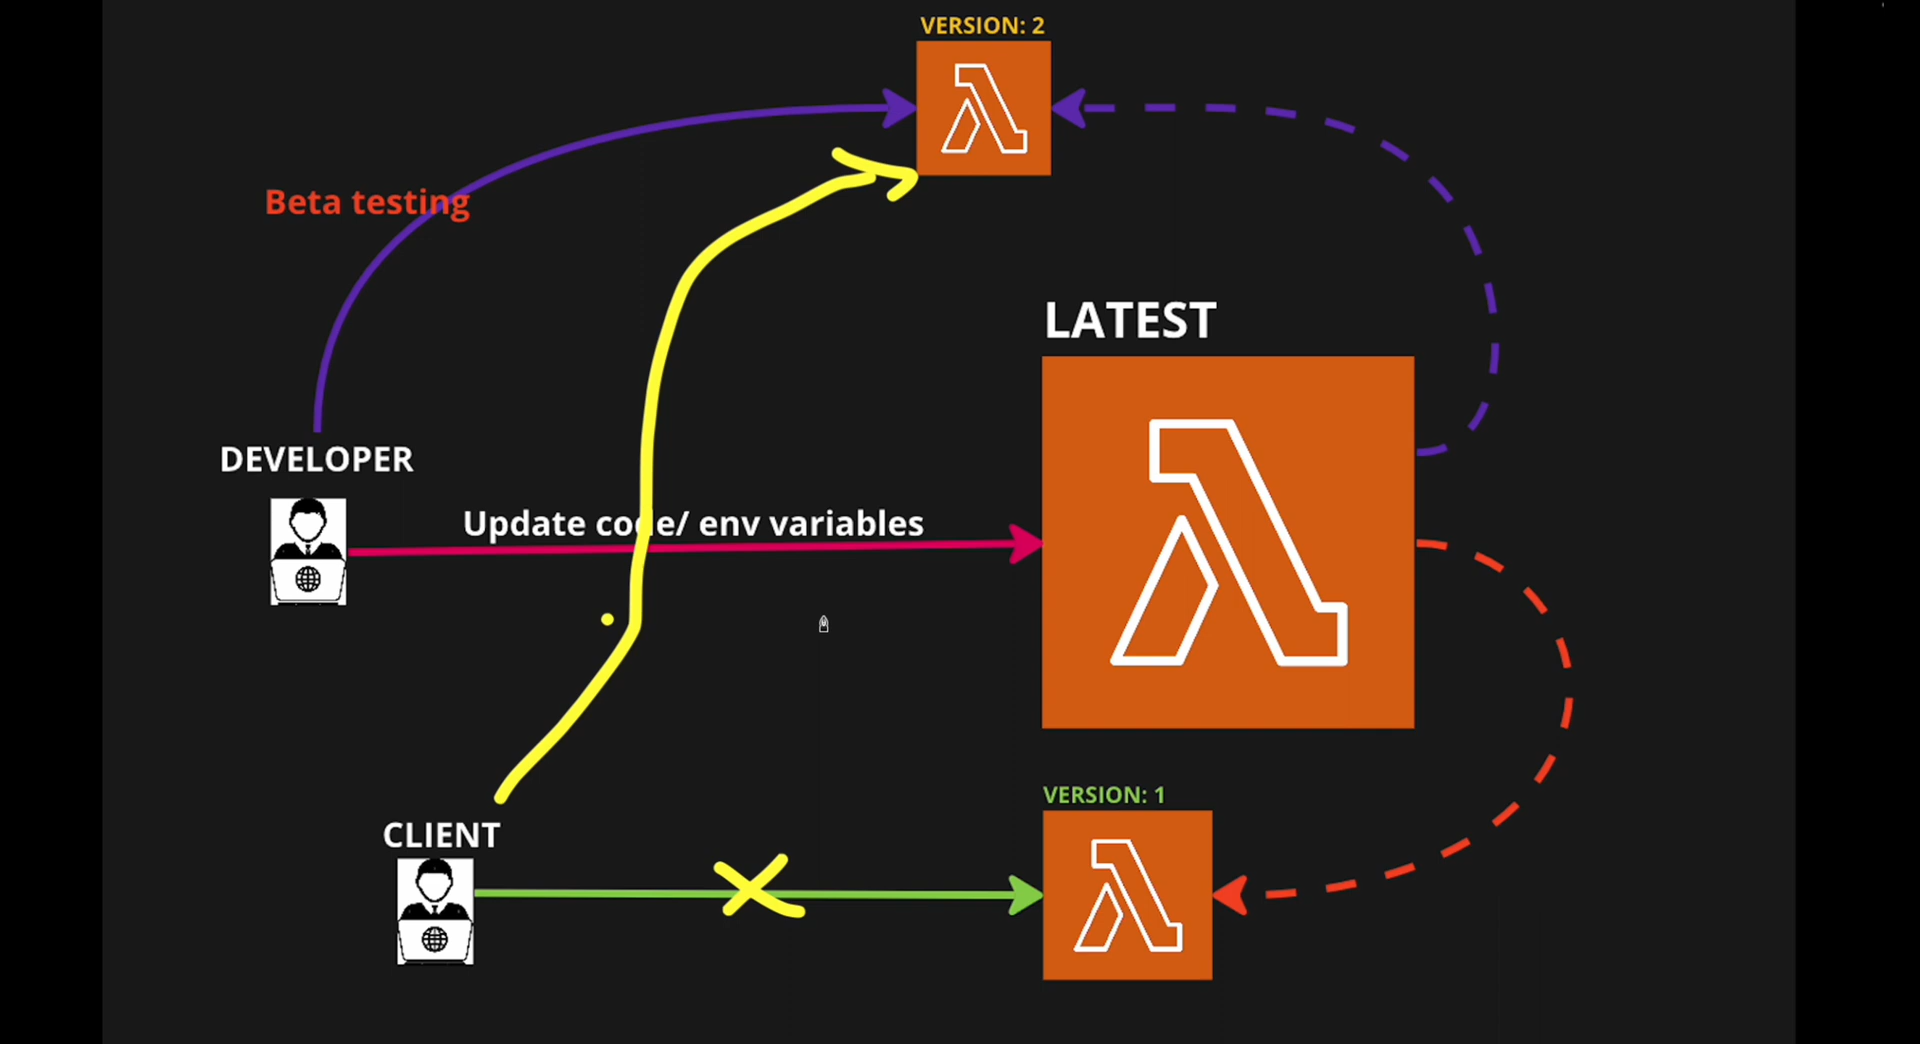 VERSION: 2
Beta testing
LATEST
DEVELOPER
Update code/ env variables
VERSION: 1
CLIENT